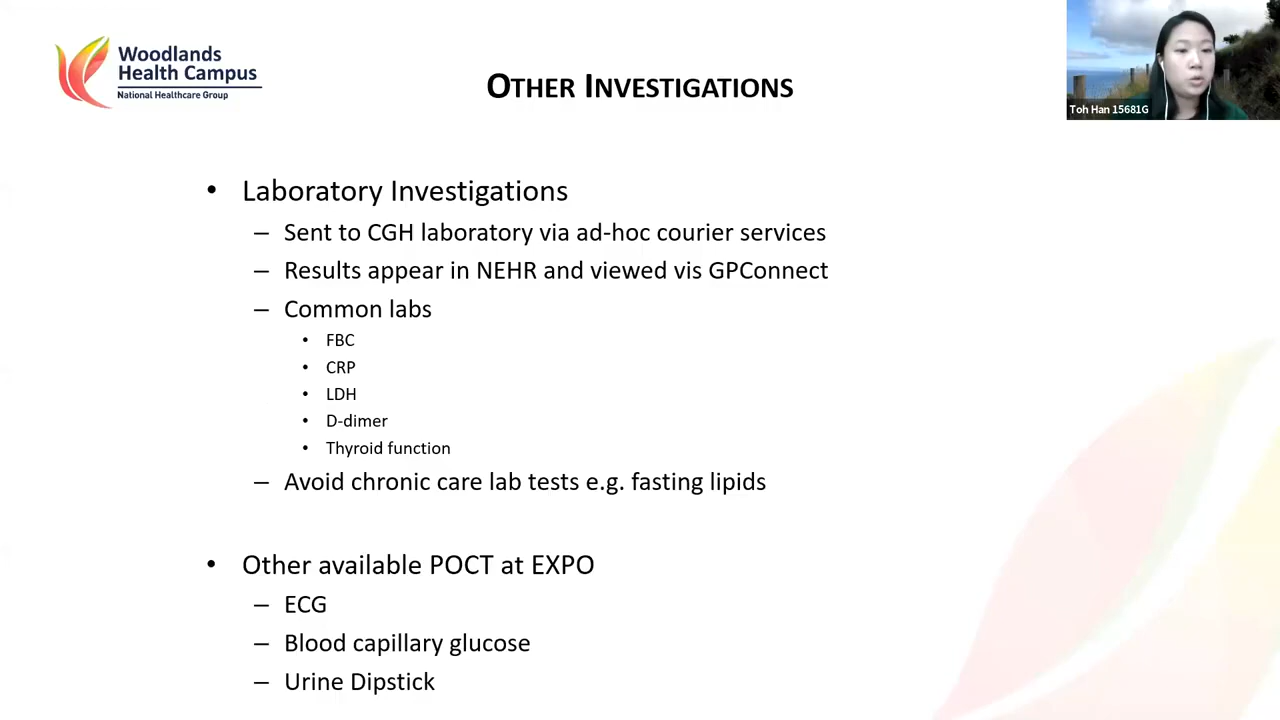 Woodlands
Health Campus
National Healthcare Group
OTHER INVESTIGATIONS
Toh Han 15681G
• Laboratory Investigations
– Sent to CGH laboratory via ad-hoc courier services
– Results appear in NEHR and viewed vis GPConnect
– Common labs
• FBC
• CRP
• LDH
• D-dimer
• Thyroid function
– Avoid chronic care lab tests e.g. fasting lipids
• Other available POCT at EXPO
– ECG
– Blood capillary glucose
– Urine Dipstick